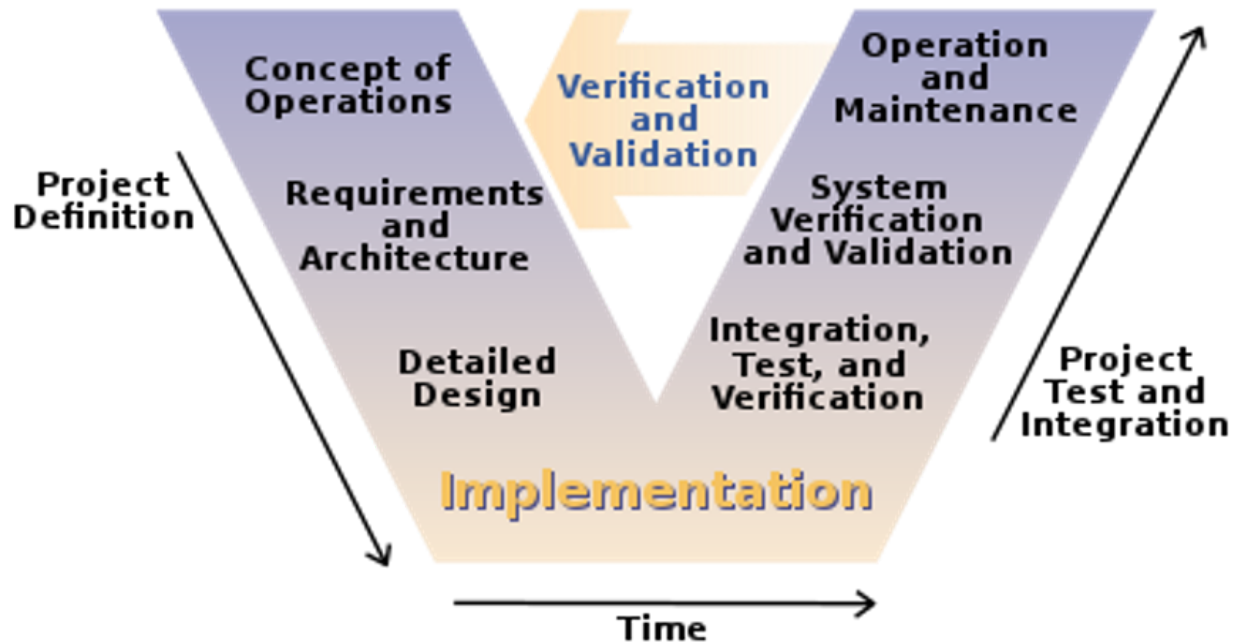 Concept of
Operations
Verification
and
Validation
Operation
and
Maintenance
Project
Definition
Requirements
and
Architecture
System
Verification
and Validation
Detailed
Design
Integration,
Test, and
Verification
Project
Test and
Integration
Implementation
Time